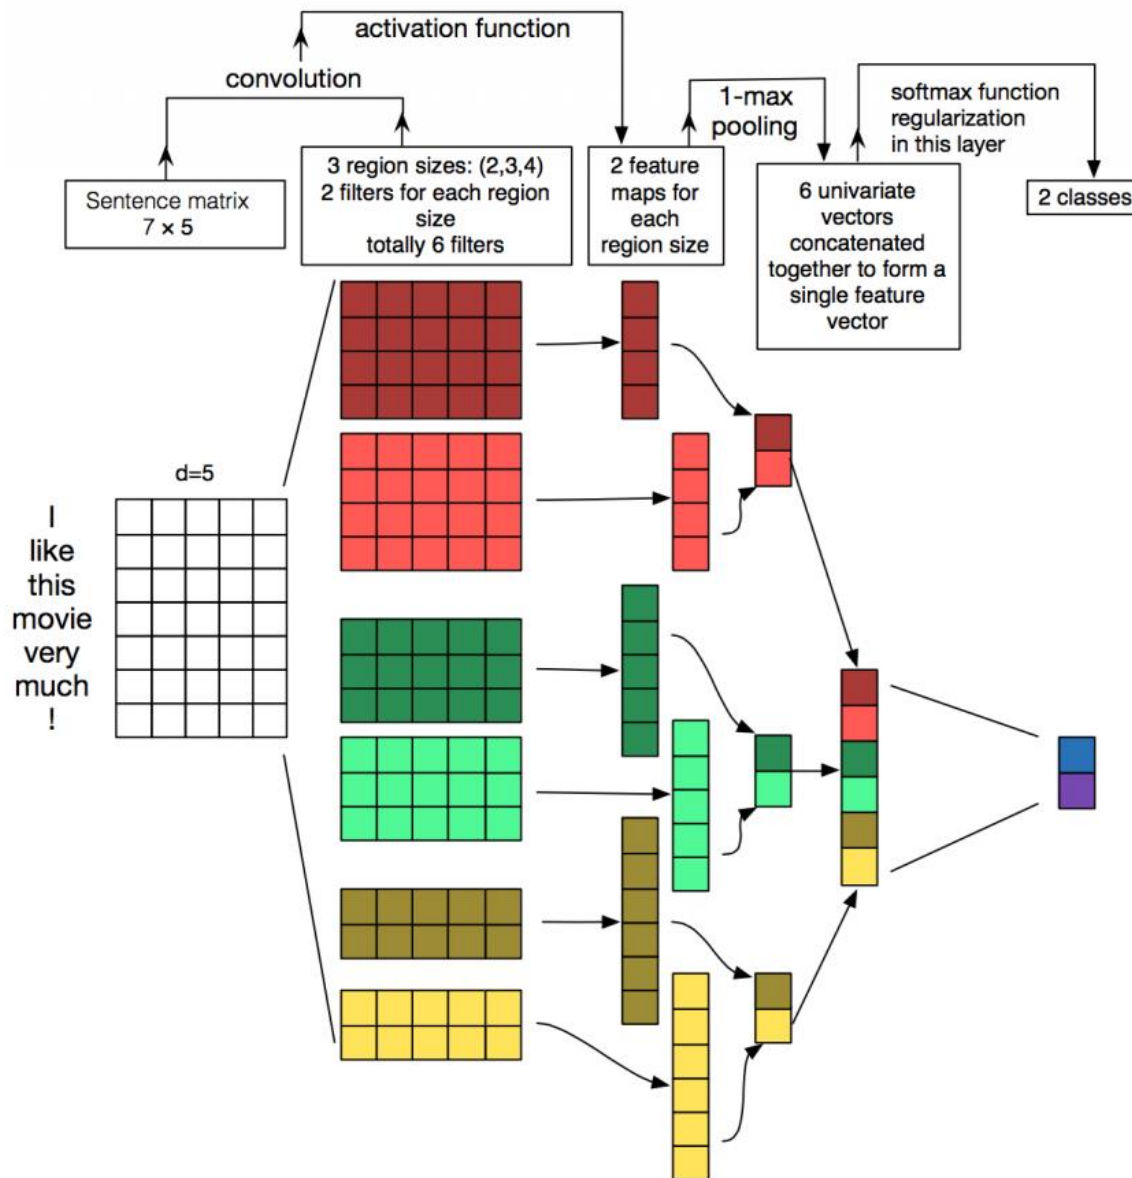 activation function
convolution
1-max
pooling
softmax function
regularization
in this layer
Sentence matrix
7 × 5
3 region sizes: (2,3,4)
2 filters for each region
size
totally 6 filters
2 feature
maps for
each
region size
6 univariate
vectors
concatenated
together to form a
single feature
vector
2 classes
d=5
I
like
this
movie
very
much
!